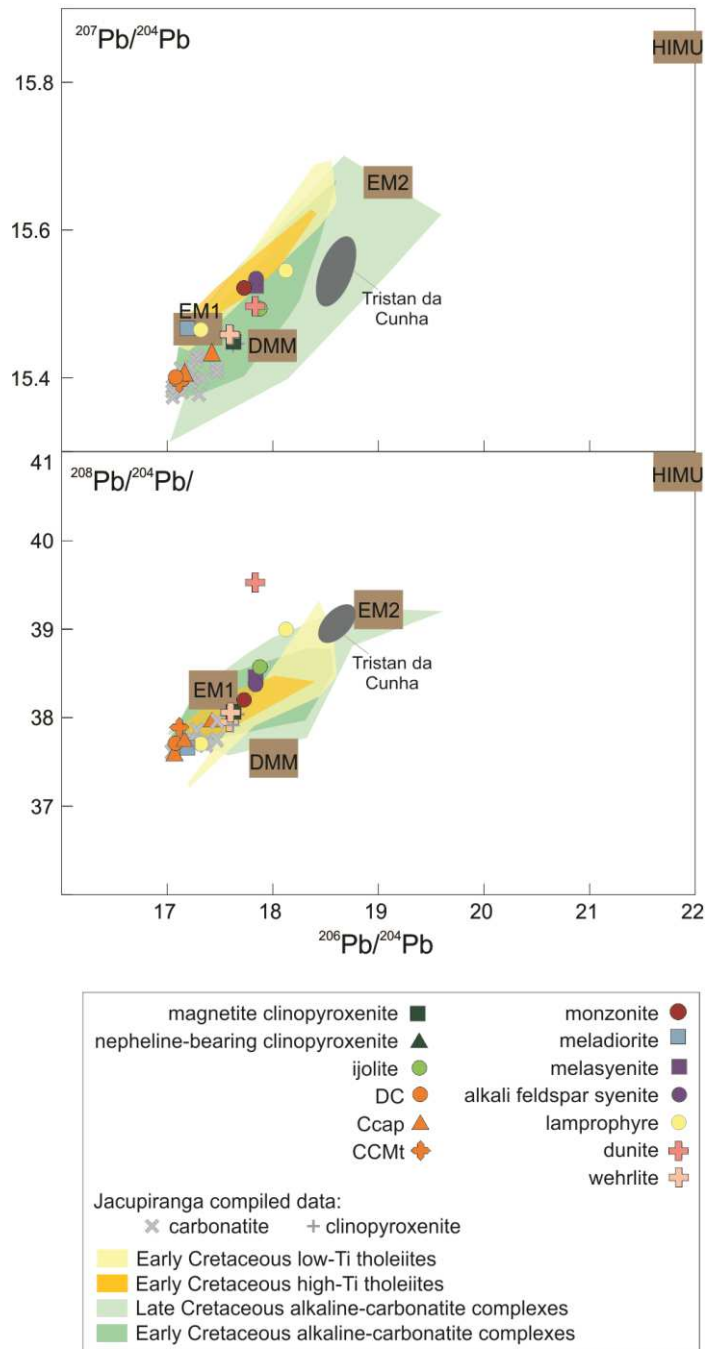 ²⁰⁷Pb/²⁰⁴Pb
HIMU
15.8
EM2
15.6
Tristan da
Cunha
EM1
DMM
15.4
41
²⁰⁸Pb/²⁰⁴Pb/
HIMU
40
39
EM2
Tristan da
Cunha
EM1
38
DMM
37
17 18 19 20 21 22
²⁰⁶Pb/²⁰⁴Pb
magnetite clinopyroxenite
nepheline-bearing clinopyroxenite
ijolite
DC
Ccap
CCMt
monzonite
meladiorite
melasyenite
alkali feldspar syenite
lamprophyre
dunite
wehrlite
Jacupiranga compiled data:
carbonatite clinopyroxenite
Early Cretaceous low-Ti tholeiites
Early Cretaceous high-Ti tholeiites
Late Cretaceous alkaline-carbonatite complexes
Early Cretaceous alkaline-carbonatite complexes